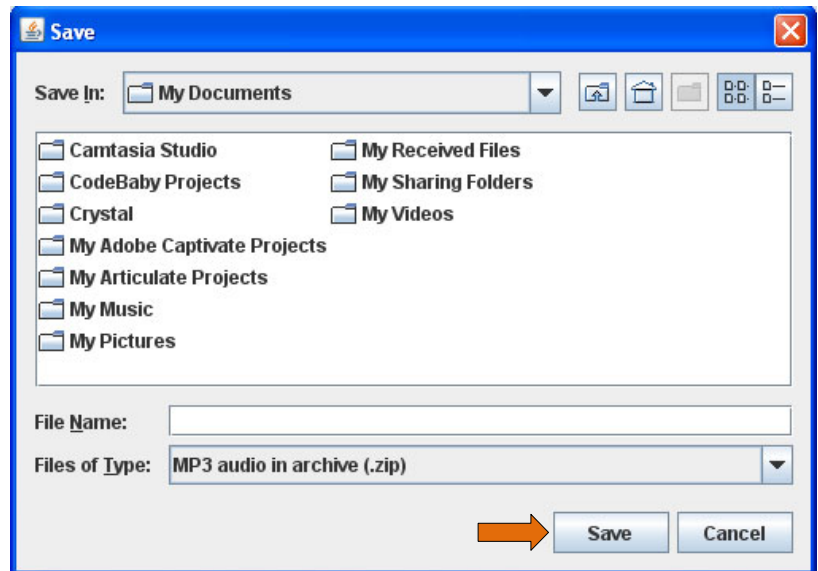 Save
Save In: My Documents
Camtasia Studio
CodeBaby Projects
Crystal
My Adobe Captivate Projects
My Articulate Projects
My Music
My Pictures
My Received Files
My Sharing Folders
My Videos
File Name:
Files of Type: MP3 audio in archive (.zip)
Save Cancel